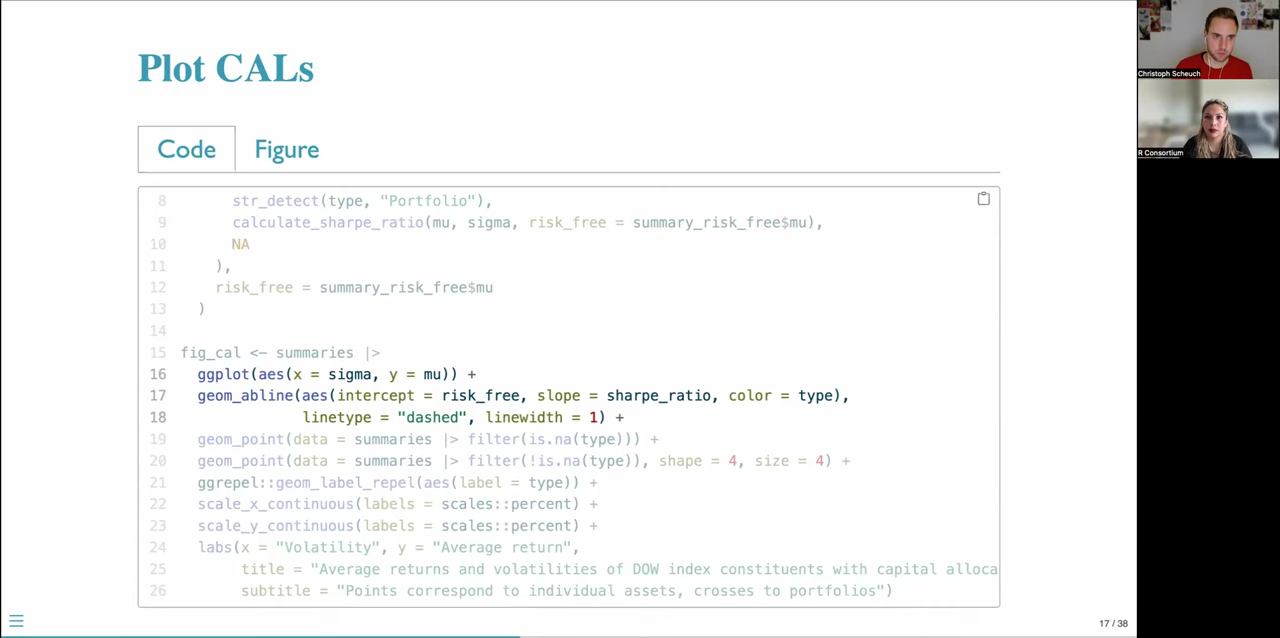 Plot CALs
Code
Figure
8 str_detect(type, "Portfolio"),
9 calculate_sharpe_ratio(mu, sigma, risk_free = summary_risk_free$mu),
10 NA
11 ),
12 risk_free = summary_risk_free$mu
13 )
14
15 fig_cal <- summaries |>
16 ggplot(aes(x = sigma, y = mu)) +
17 geom_abline(aes(intercept = risk_free, slope = sharpe_ratio, color = type),
18 linetype = "dashed", linewidth = 1) +
19 geom_point(data = summaries |> filter(is.na(type))) +
20 geom_point(data = summaries |> filter(!is.na(type)), shape = 4, size = 4) +
21 ggrepel::geom_label_repel(aes(label = type)) +
22 scale_x_continuous(labels = scales::percent) +
23 scale_y_continuous(labels = scales::percent) +
24 labs(x = "Volatility", y = "Average return",
25 title = "Average returns and volatilities of DOW index constituents with capital alloca
26 subtitle = "Points correspond to individual assets, crosses to portfolios")
17 / 38
Christoph Scheuch
R Consortium